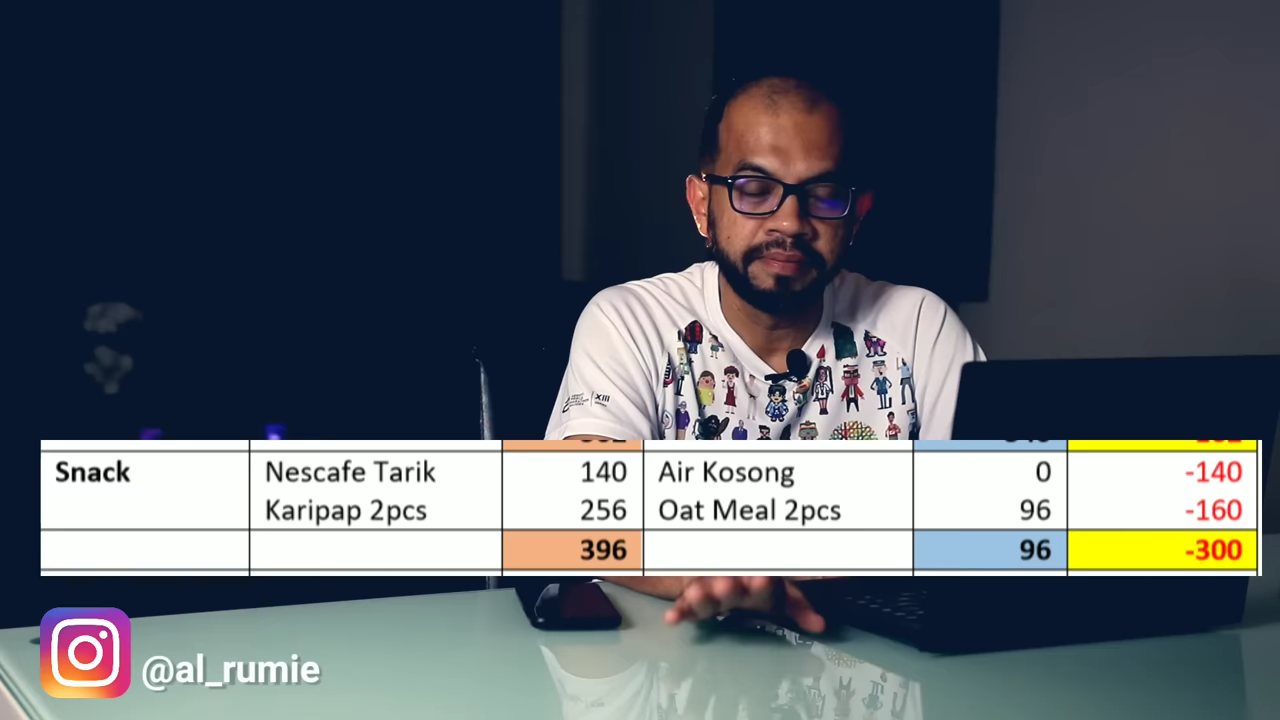 Snack Nescafe Tarik 140 Air Kosong 0 -140
Karipap 2pcs 256 Oat Meal 2pcs 96 -160
396 96 -300
XIII
@al_rumie